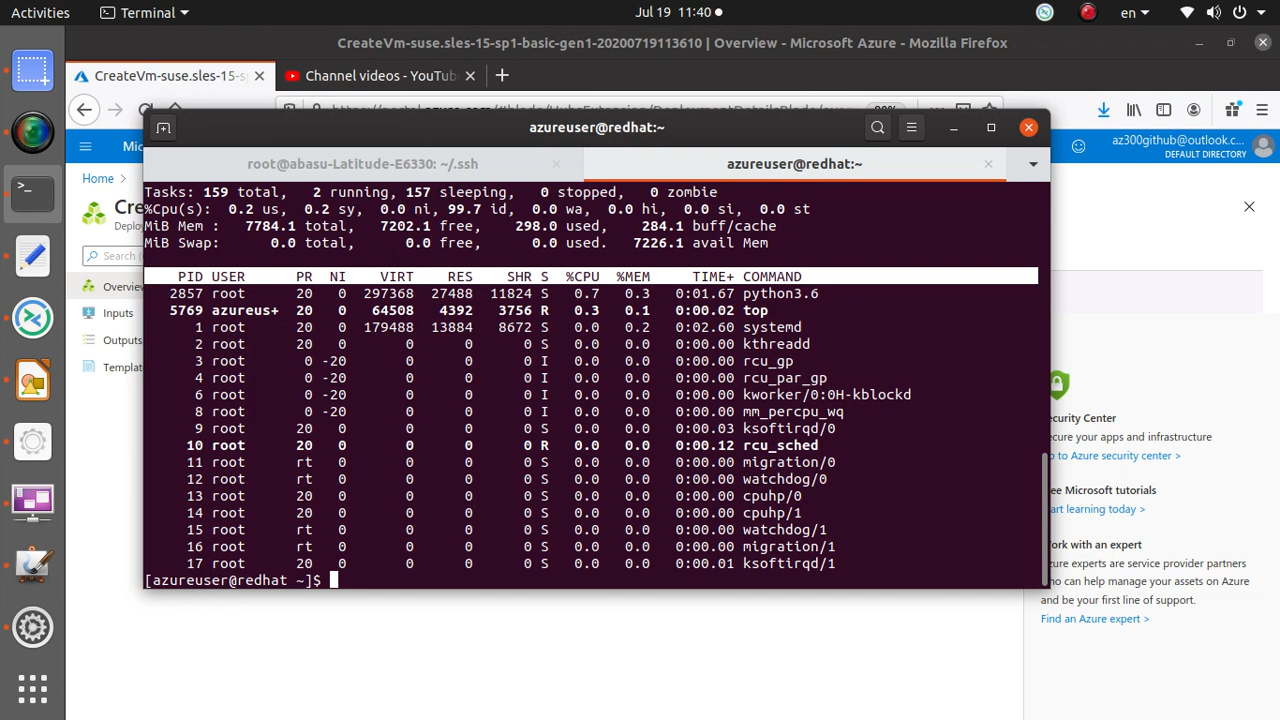 Activities
Terminal
Jul 19 11:40
en
CreateVm-suse.sles-15-sp1-basic-gen1-20200719113610 | Overview - Microsoft Azure - Mozilla Firefox
CreateVm-suse.sles-15-s
Channel videos - YouTub
azureuser@redhat:~
az300github@outlook.c...
DEFAULT DIRECTORY
root@abasu-Latitude-E6330: ~/.ssh
azureuser@redhat:~
Home
Cre
Deplo
Search
Overvie
Inputs
Outputs
Templat
Tasks: 159 total, 2 running, 157 sleeping, 0 stopped, 0 zombie
%Cpu(s): 0.2 us, 0.2 sy, 0.0 ni, 99.7 id, 0.0 wa, 0.0 hi, 0.0 si, 0.0 st
MiB Mem : 7784.1 total, 7202.1 free, 298.0 used, 284.1 buff/cache
MiB Swap: 0.0 total, 0.0 free, 0.0 used. 7226.1 avail Mem
PID USER PR NI VIRT RES SHR S %CPU %MEM TIME+ COMMAND
2857 root 20 0 297368 27488 11824 S 0.7 0.3 0:01.67 python3.6
5769 azureus+ 20 0 64508 4392 3756 R 0.3 0.1 0:00.02 top
1 root 20 0 179488 13884 8672 S 0.0 0.2 0:02.60 systemd
2 root 20 0 0 0 0 S 0.0 0.0 0:00.00 kthreadd
3 root 0 -20 0 0 0 I 0.0 0.0 0:00.00 rcu_gp
4 root 0 -20 0 0 0 I 0.0 0.0 0:00.00 rcu_par_gp
6 root 0 -20 0 0 0 I 0.0 0.0 0:00.00 kworker/0:0H-kblockd
8 root 0 -20 0 0 0 I 0.0 0.0 0:00.00 mm_percpu_wq
9 root 20 0 0 0 0 S 0.0 0.0 0:00.03 ksoftirqd/0
10 root 20 0 0 0 0 R 0.0 0.0 0:00.12 rcu_sched
11 root rt 0 0 0 0 S 0.0 0.0 0:00.00 migration/0
12 root rt 0 0 0 0 S 0.0 0.0 0:00.00 watchdog/0
13 root 20 0 0 0 0 S 0.0 0.0 0:00.00 cpuhp/0
14 root 20 0 0 0 0 S 0.0 0.0 0:00.00 cpuhp/1
15 root rt 0 0 0 0 S 0.0 0.0 0:00.00 watchdog/1
16 root rt 0 0 0 0 S 0.0 0.0 0:00.00 migration/1
17 root 20 0 0 0 0 S 0.0 0.0 0:00.01 ksoftirqd/1
[azureuser@redhat ~]$
ecurity Center
ecure your apps and infrastructure
o to Azure security center >
ee Microsoft tutorials
tart learning today >
ork with an expert
zure experts are service provider partners
ho can help manage your assets on Azure
and be your first line of support.
Find an Azure expert >